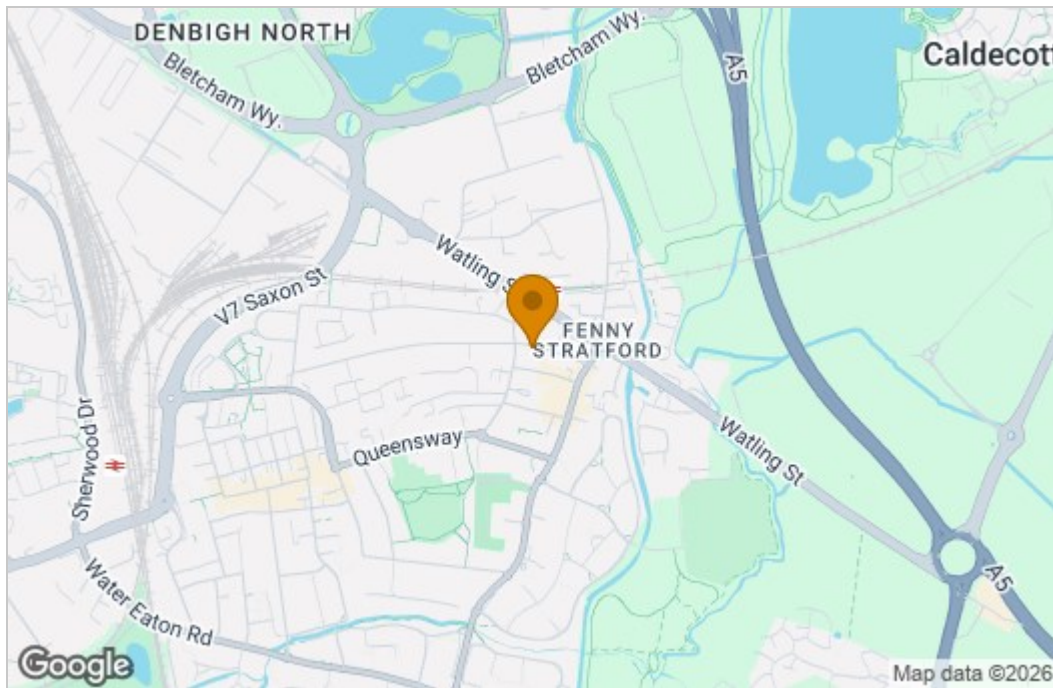 DENBIGH NORTH
Bletcham Wy.
Bletcham Wy.
A5
Caldecott
Watling S
V7 Saxon St
FENNY
STRATFORD
Sherwood Dr
Queensway
Watling St
Water Eaton Rd
A5
Google
Map data ©2026